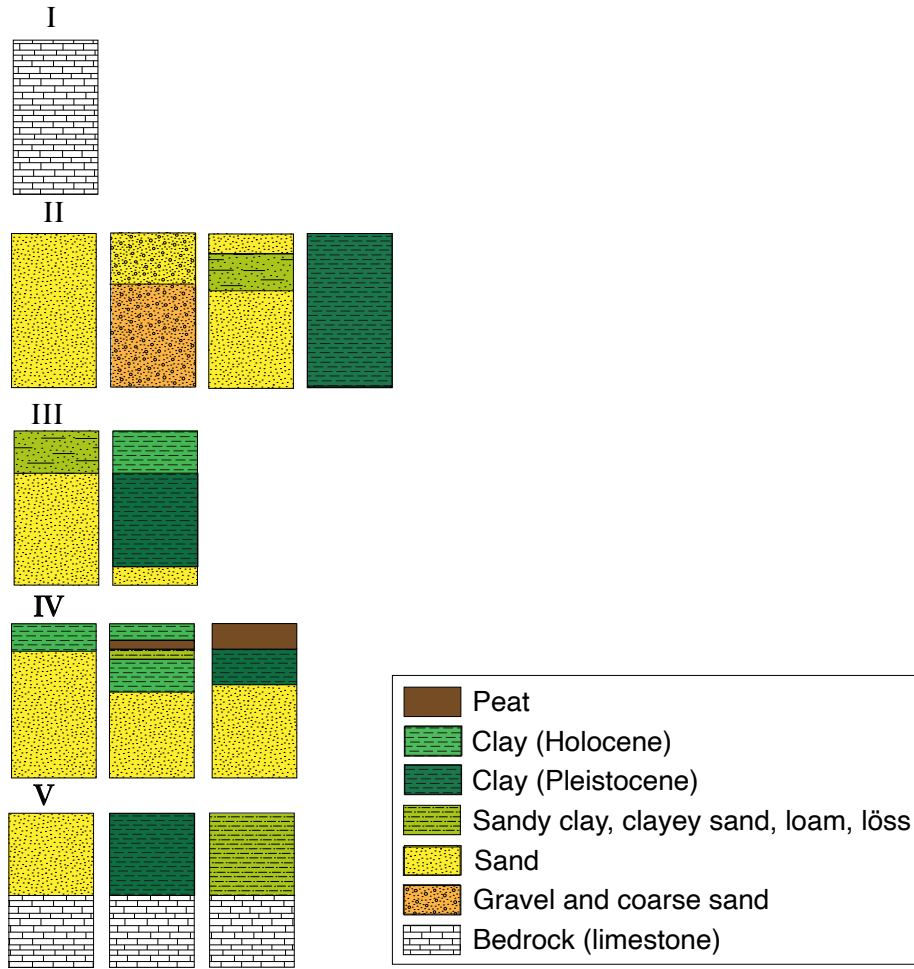 I
II
III
IV
V
Peat
Clay (Holocene)
Clay (Pleistocene)
Sandy clay, clayey sand, loam, löss
Sand
Gravel and coarse sand
Bedrock (limestone)